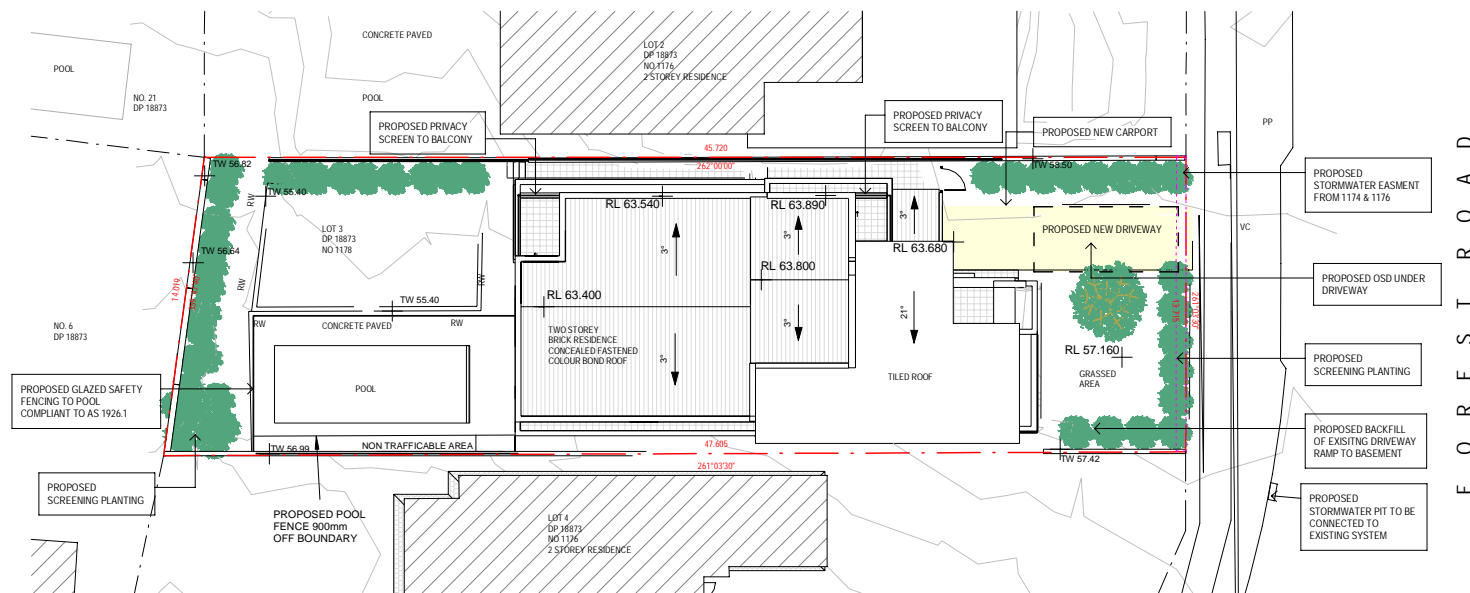 CONCRETE PAVED
POOL
NO. 21
DP 18873
POOL
LOT 2
DP 18873
NO 1176
2 STOREY RESIDENCE
PROPOSED PRIVACY
SCREEN TO BALCONY
PROPOSED PRIVACY
SCREEN TO BALCONY
PROPOSED NEW CARPORT
PP
PROPOSED
STORMWATER EASMENT
FROM 1174 & 1176
45.720
262°00'00"
TW 56.82
TW 55.40
TW 53.50
RW
RL 63.540
RL 63.890
3°
LOT 3
DP 18873
NO 1178
PROPOSED NEW DRIVEWAY
VC
TW 56.64
3°
3°
RL 63.680
RL 63.800
RW
RW
PROPOSED OSD UNDER
DRIVEWAY
14.019
TW 55.40
RL 63.400
21°
261°03'30"
NO. 6
DP 18873
RW
CONCRETE PAVED
RW
TWO STOREY
BRICK RESIDENCE
CONCEALED FASTENED
COLOUR BOND ROOF
3°
3°
RL 57.160
GRASSED
AREA
PROPOSED
SCREENING PLANTING
TILED ROOF
POOL
PROPOSED GLAZED SAFETY
FENCING TO POOL
COMPLIANT TO AS 1926.1
PROPOSED BACKFILL
OF EXISITNG DRIVEWAY
RAMP TO BASEMENT
NON TRAFFICABLE AREA
TW 56.99
47.605
261°03'30"
TW 57.42
PROPOSED
SCREENING PLANTING
PROPOSED POOL
FENCE 900mm
OFF BOUNDARY
LOT 4
DP 18873
NO 1176
2 STOREY RESIDENCE
PROPOSED
STORMWATER PIT TO BE
CONNECTED TO
EXISTING SYSTEM
FOREST ROAD